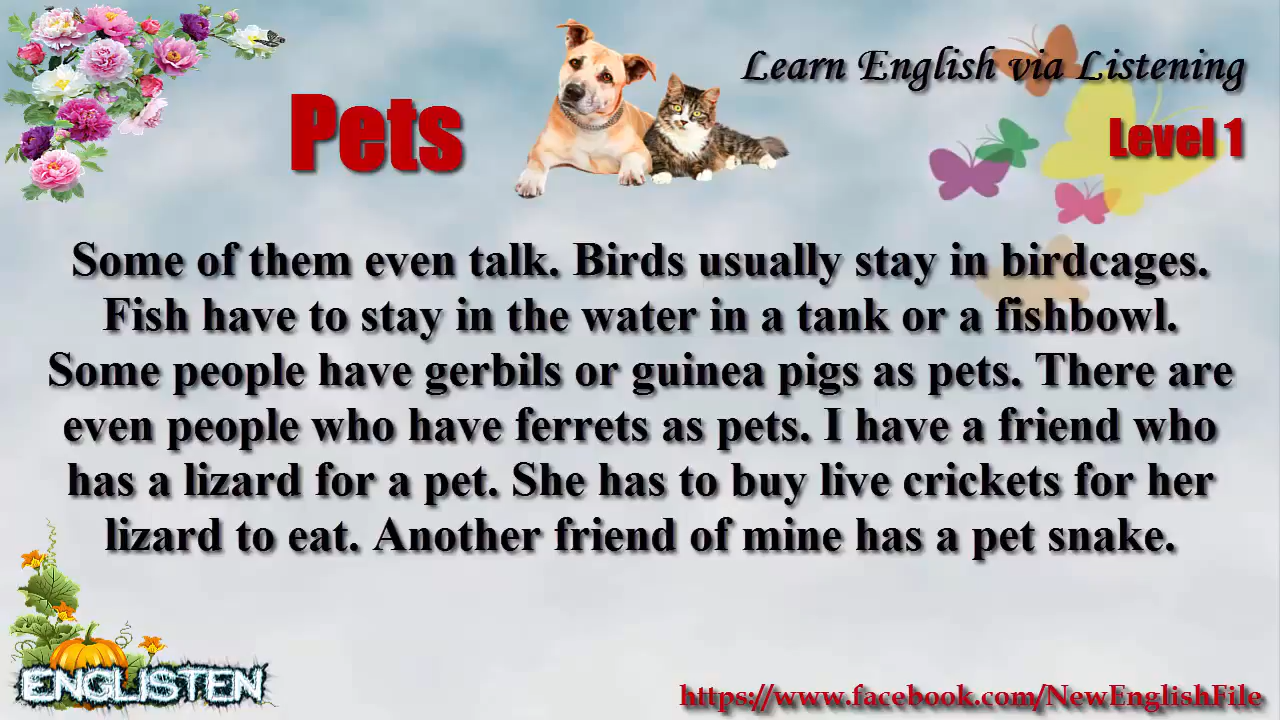 Learn English via Listening
Pets
Level 1
Some of them even talk. Birds usually stay in birdcages.
Fish have to stay in the water in a tank or a fishbowl.
Some people have gerbils or guinea pigs as pets. There are
even people who have ferrets as pets. I have a friend who
has a lizard for a pet. She has to buy live crickets for her
lizard to eat. Another friend of mine has a pet snake.
ENGLISTEN
https://www.facebook.com/NewEnglishFile